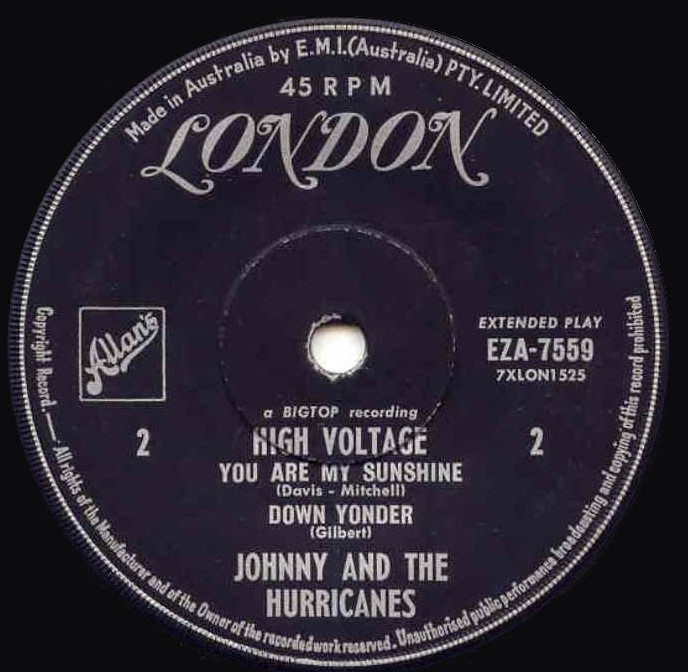 Made in Australia by E.M.I.(Australia) PTY. LIMITED
45 RPM
LONDON
Allan's
EXTENDED PLAY
EZA-7559
7XLON1525
a BIGTOP recording
2
HIGH VOLTAGE
2
YOU ARE MY SUNSHINE
(Davis - Mitchell)
DOWN YONDER
(Gilbert)
JOHNNY AND THE
HURRICANES
Copyright Record. — All rights of the Manufacturer and of the Owner of the recorded work reserved. Unauthorised public performance broadcasting and copying of this record prohibited